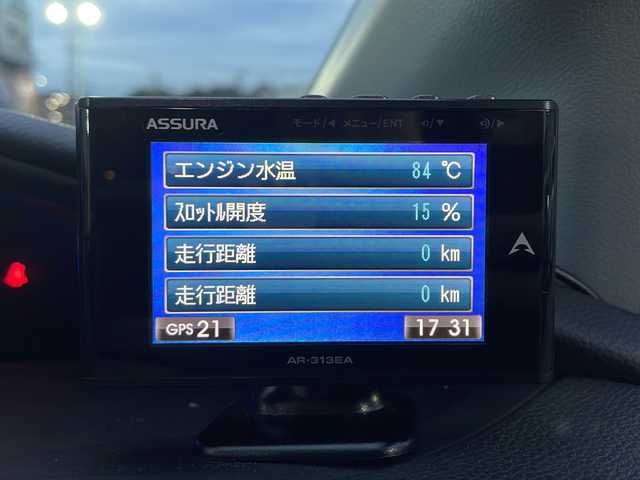 ASSURA モード/◀ メニュー/ENT /▼ /▶
エンジン水温 84 ℃
ｽﾛｯﾄﾙ開度 15 %
走行距離 0 km
走行距離 0 km
GPS 21 17 31
AR-313EA